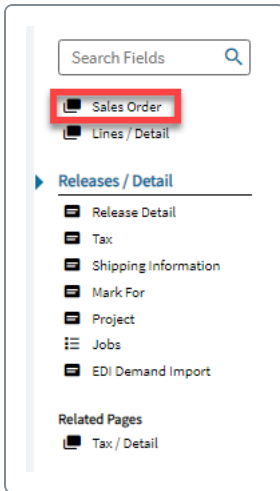 Search Fields
Sales Order
Lines / Detail
Releases / Detail
Release Detail
Tax
Shipping Information
Mark For
Project
Jobs
EDI Demand Import
Related Pages
Tax / Detail